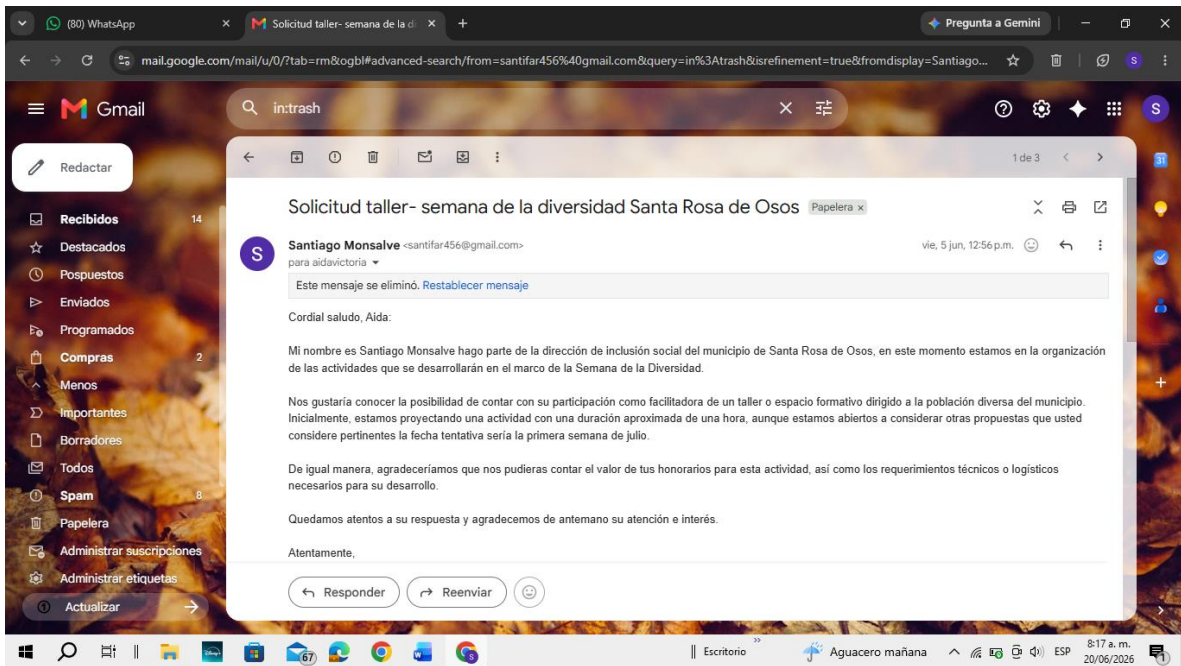 (80) WhatsApp
Solicitud taller- semana de la di
Pregunta a Gemini
mail.google.com/mail/u/0/?tab=rm&ogbl#advanced-search/from=santifar456%40gmail.com&query=in%3Atrash&isrefinement=true&fromdisplay=Santiago...
S
Gmail
in:trash
S
Redactar
1 de 3
31
Recibidos 14
Destacados
Pospuestos
Enviados
Programados
Compras 2
Menos
Importantes
Borradores
Todos
Spam 8
Papelera
Administrar suscripciones
Administrar etiquetas
Actualizar
Solicitud taller- semana de la diversidad Santa Rosa de Osos Papelera x
S
Santiago Monsalve <santifar456@gmail.com> vie, 5 jun, 12:56 p.m.
para aidavictoria
Este mensaje se eliminó. Restablecer mensaje
Cordial saludo, Aida:
Mi nombre es Santiago Monsalve hago parte de la dirección de inclusión social del municipio de Santa Rosa de Osos, en este momento estamos en la organización
de las actividades que se desarrollarán en el marco de la Semana de la Diversidad.
Nos gustaría conocer la posibilidad de contar con su participación como facilitadora de un taller o espacio formativo dirigido a la población diversa del municipio.
Inicialmente, estamos proyectando una actividad con una duración aproximada de una hora, aunque estamos abiertos a considerar otras propuestas que usted
considere pertinentes la fecha tentativa sería la primera semana de julio.
De igual manera, agradeceríamos que nos pudieras contar el valor de tus honorarios para esta actividad, así como los requerimientos técnicos o logísticos
necesarios para su desarrollo.
Quedamos atentos a su respuesta y agradecemos de antemano su atención e interés.
Atentamente,
Responder
Reenviar
67
Escritorio
Aguacero mañana
ESP
8:17 a. m.
20/06/2026